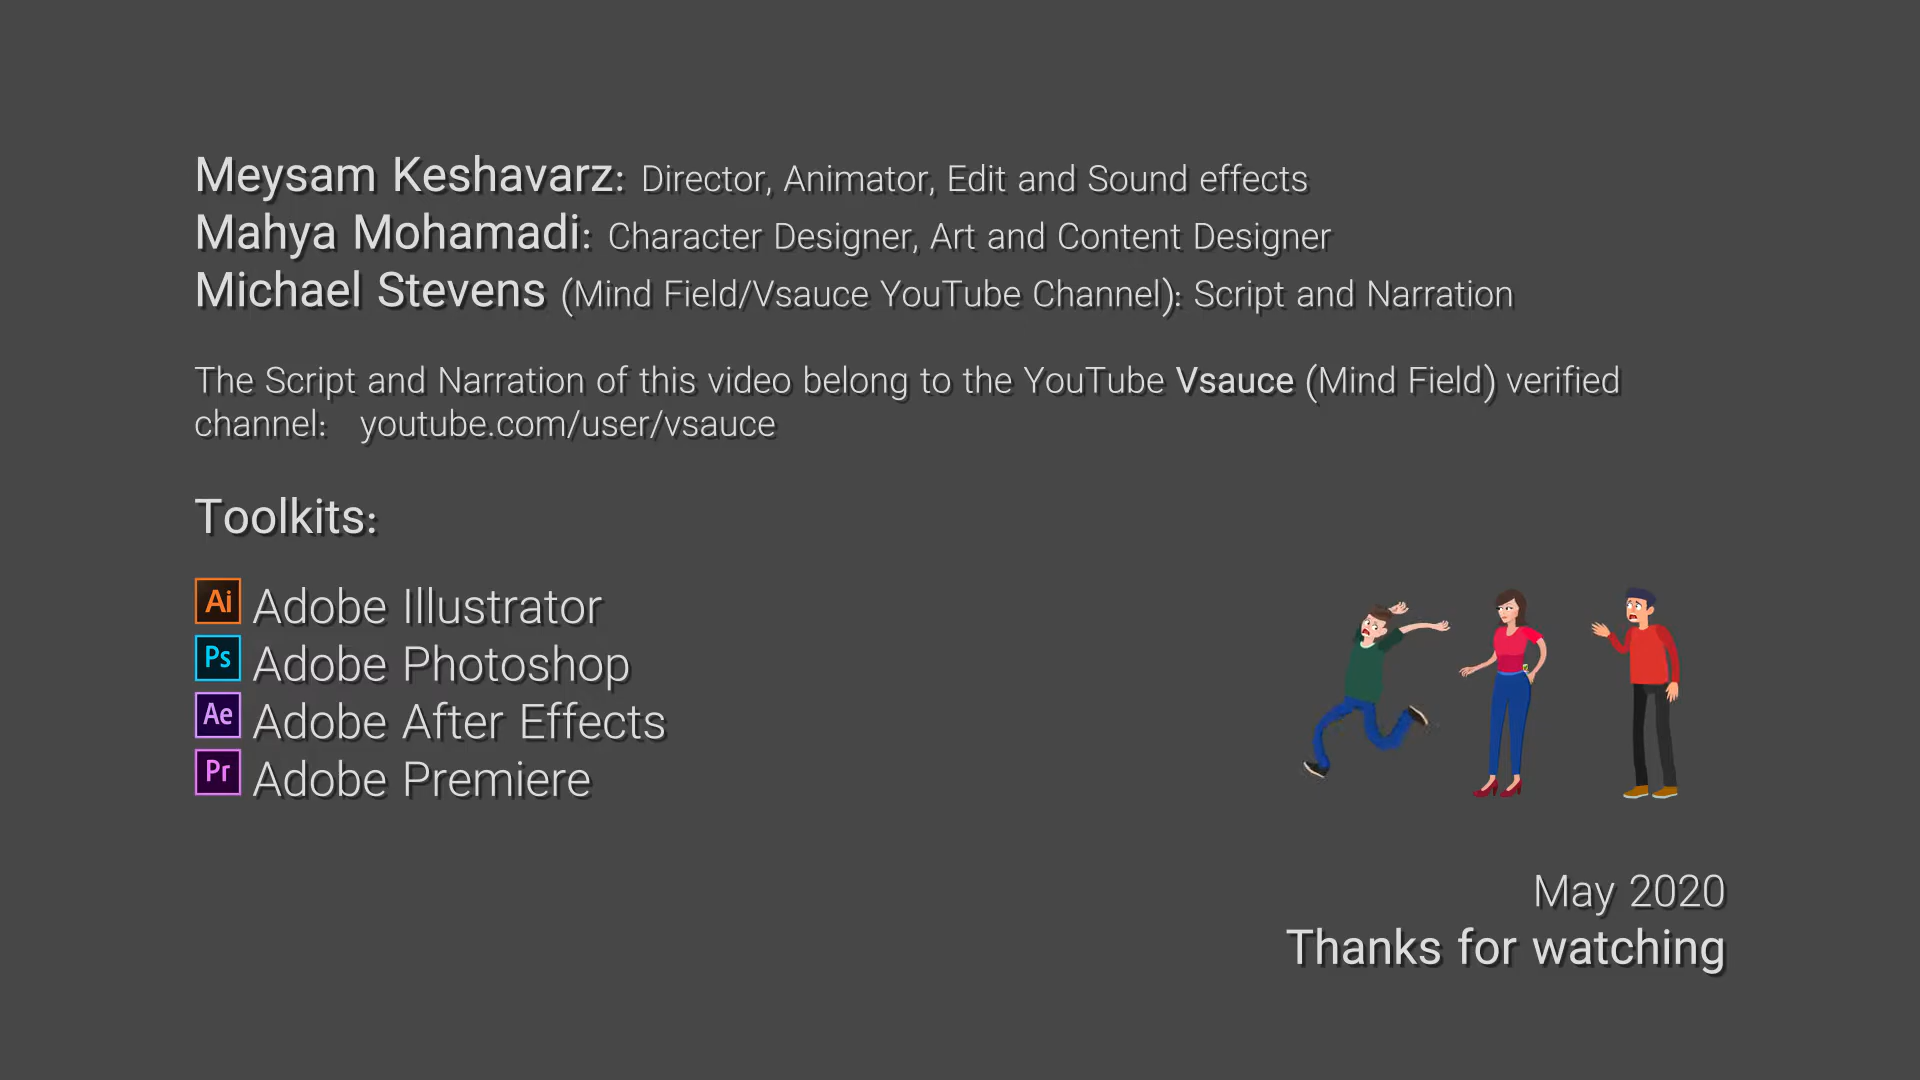 Meysam Keshavarz: Director, Animator, Edit and Sound effects
Mahya Mohamadi: Character Designer, Art and Content Designer
Michael Stevens (Mind Field/Vsauce YouTube Channel): Script and Narration
The Script and Narration of this video belong to the YouTube Vsauce (Mind Field) verified
channel: youtube.com/user/vsauce
Toolkits:
Ai Adobe Illustrator
Ps Adobe Photoshop
Ae Adobe After Effects
Pr Adobe Premiere
May 2020
Thanks for watching